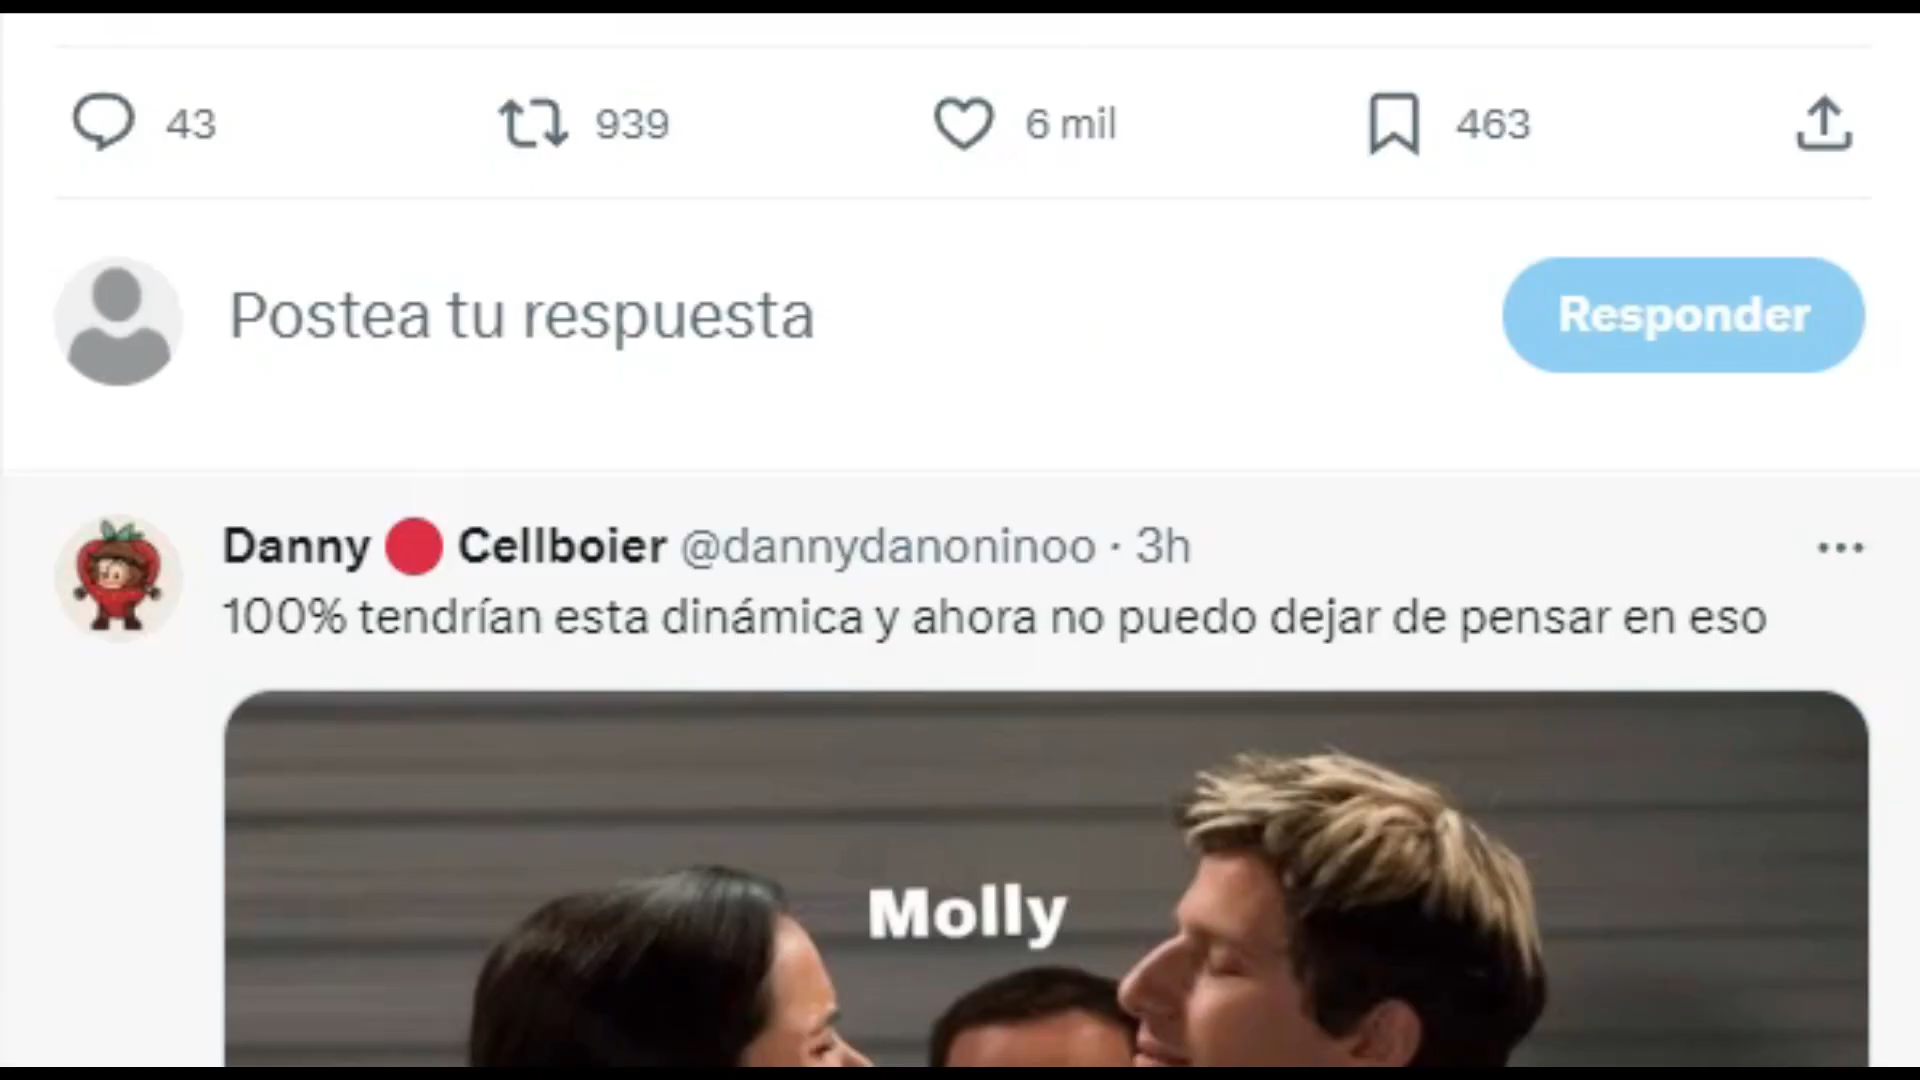 43 939 6 mil 463
Postea tu respuesta Responder
Danny 🔴 Cellboier @dannydanoninoo · 3h
100% tendrían esta dinámica y ahora no puedo dejar de pensar en eso
Molly